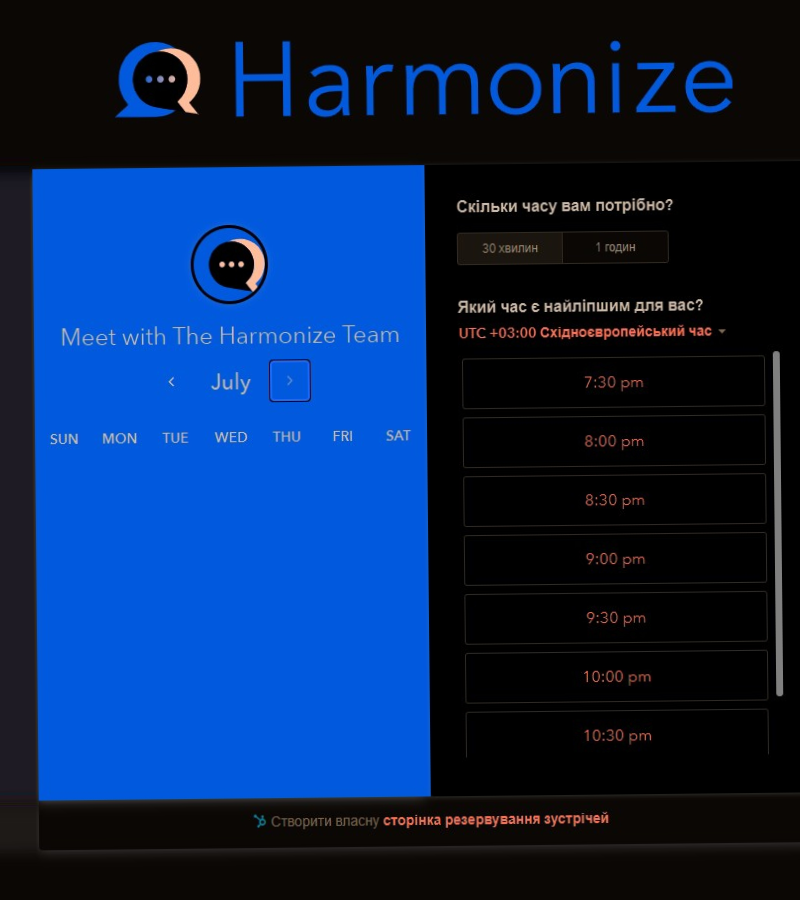 Harmonize
Meet with The Harmonize Team
July
SUN MON TUE WED THU FRI SAT
Скільки часу вам потрібно?
30 хвилин 1 годин
Який час є найліпшим для вас?
UTC +03:00 Східноєвропейський час
7:30 pm
8:00 pm
8:30 pm
9:00 pm
9:30 pm
10:00 pm
10:30 pm
Створити власну сторінка резервування зустрічей